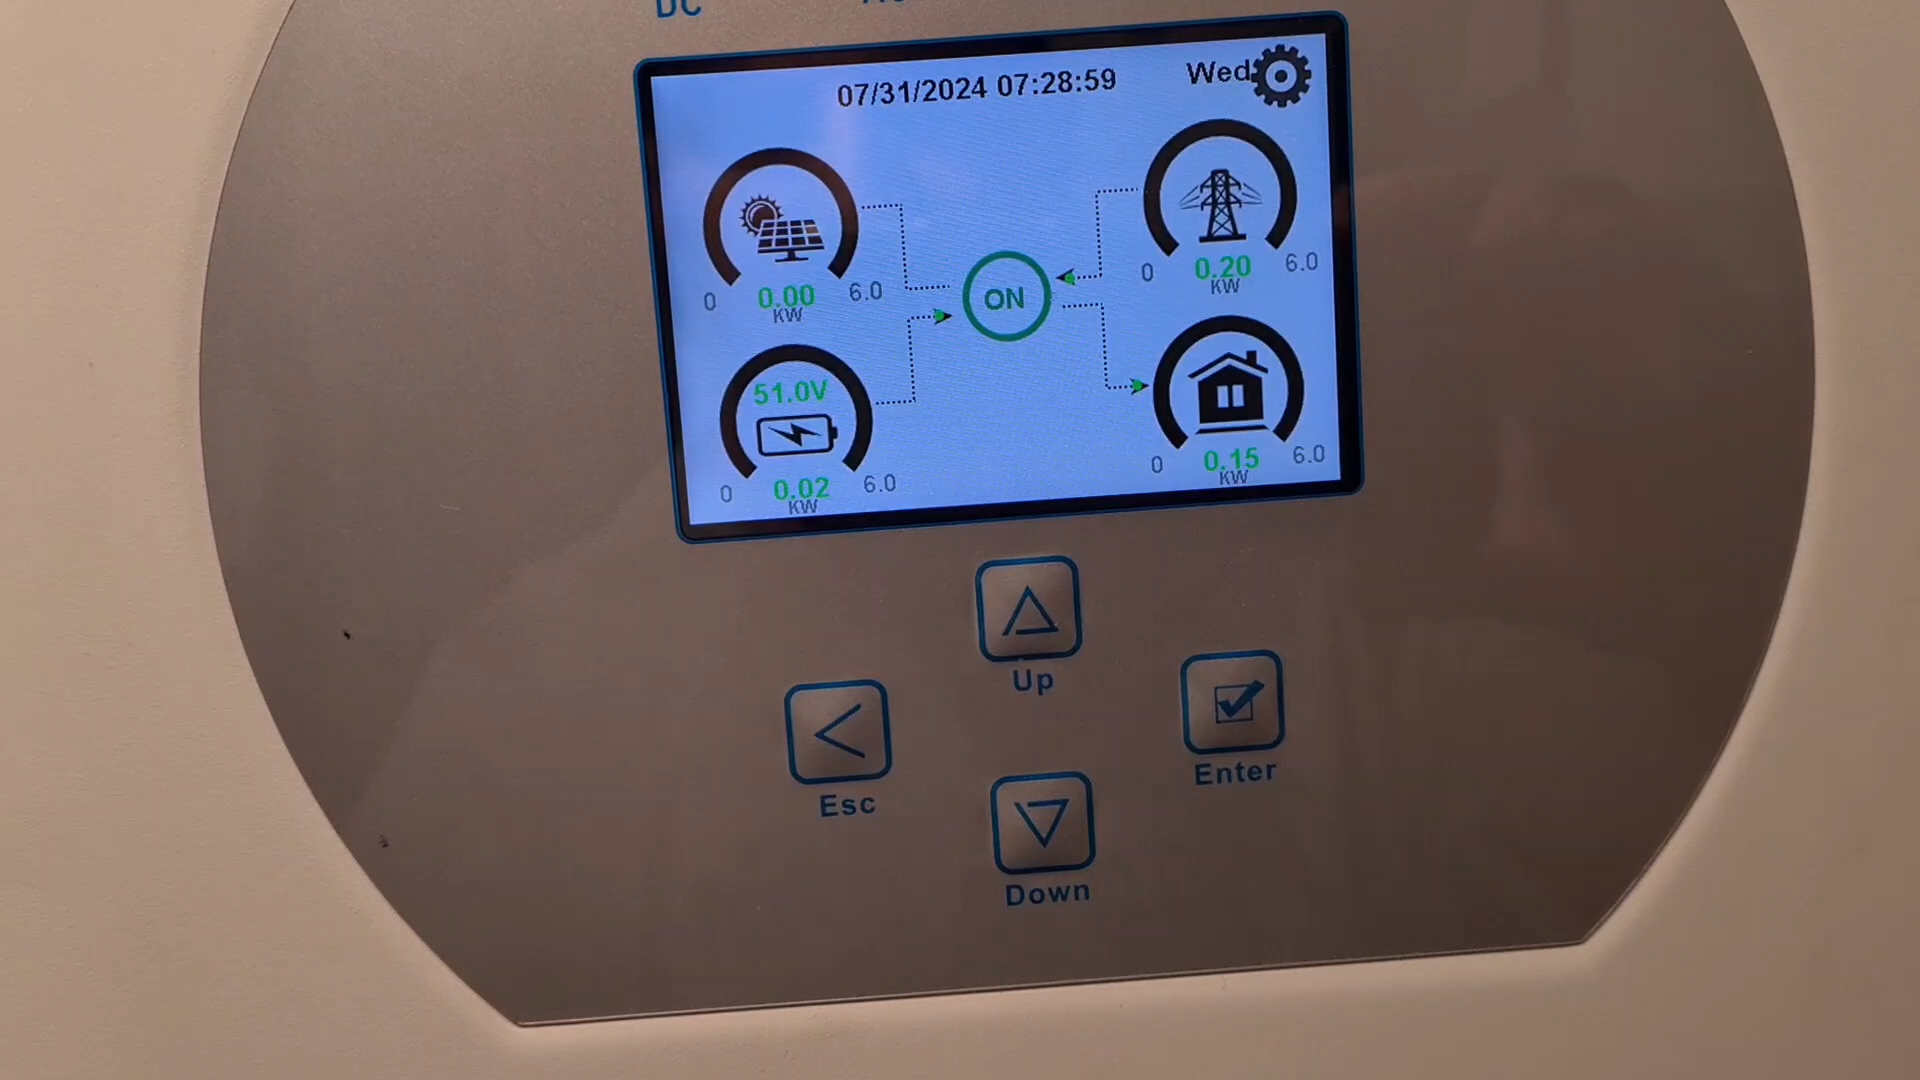 DC
07/31/2024 07:28:59 Wed
0 0.00 6.0
KW
0 0.20 6.0
KW
ON
51.0V
0 0.02 6.0
KW
0 0.15 6.0
KW
Up
Esc
Enter
Down